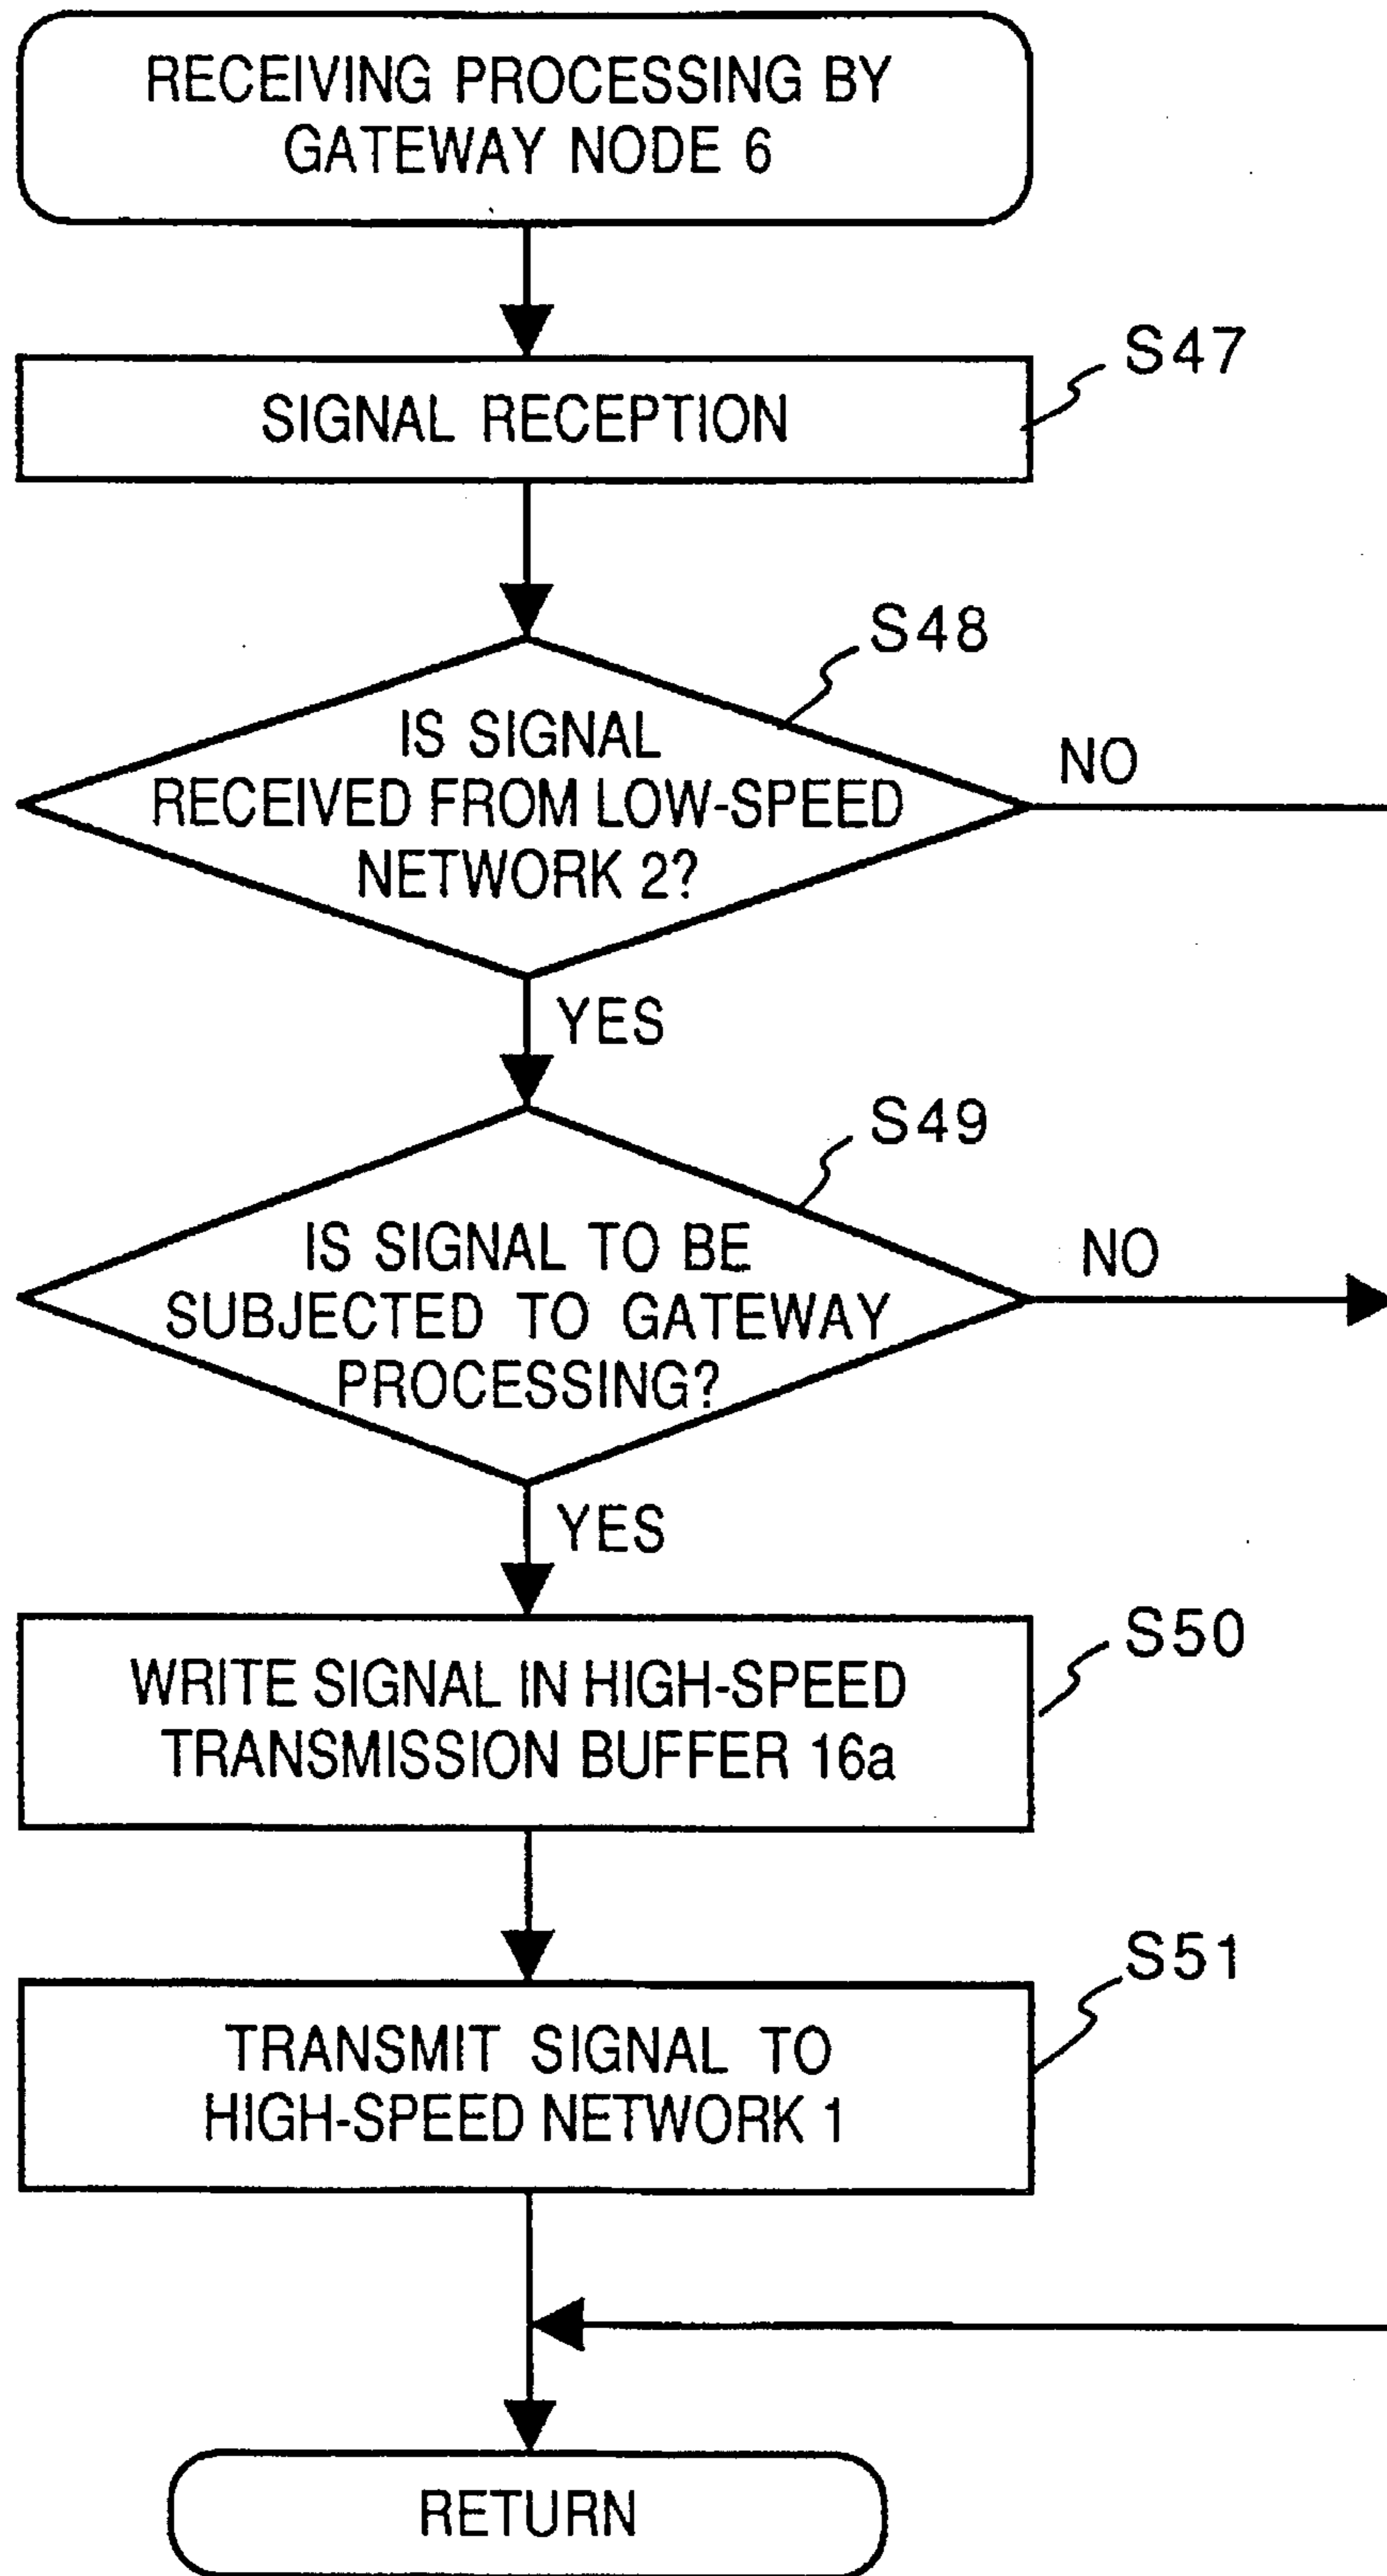 RECEIVING PROCESSING BY
GATEWAY NODE 6
S47
SIGNAL RECEPTION
S48
IS SIGNAL
RECEIVED FROM LOW-SPEED
NETWORK 2?
NO
YES
S49
IS SIGNAL TO BE
SUBJECTED TO GATEWAY
PROCESSING?
NO
YES
S50
WRITE SIGNAL IN HIGH-SPEED
TRANSMISSION BUFFER 16a
S51
TRANSMIT SIGNAL TO
HIGH-SPEED NETWORK 1
RETURN